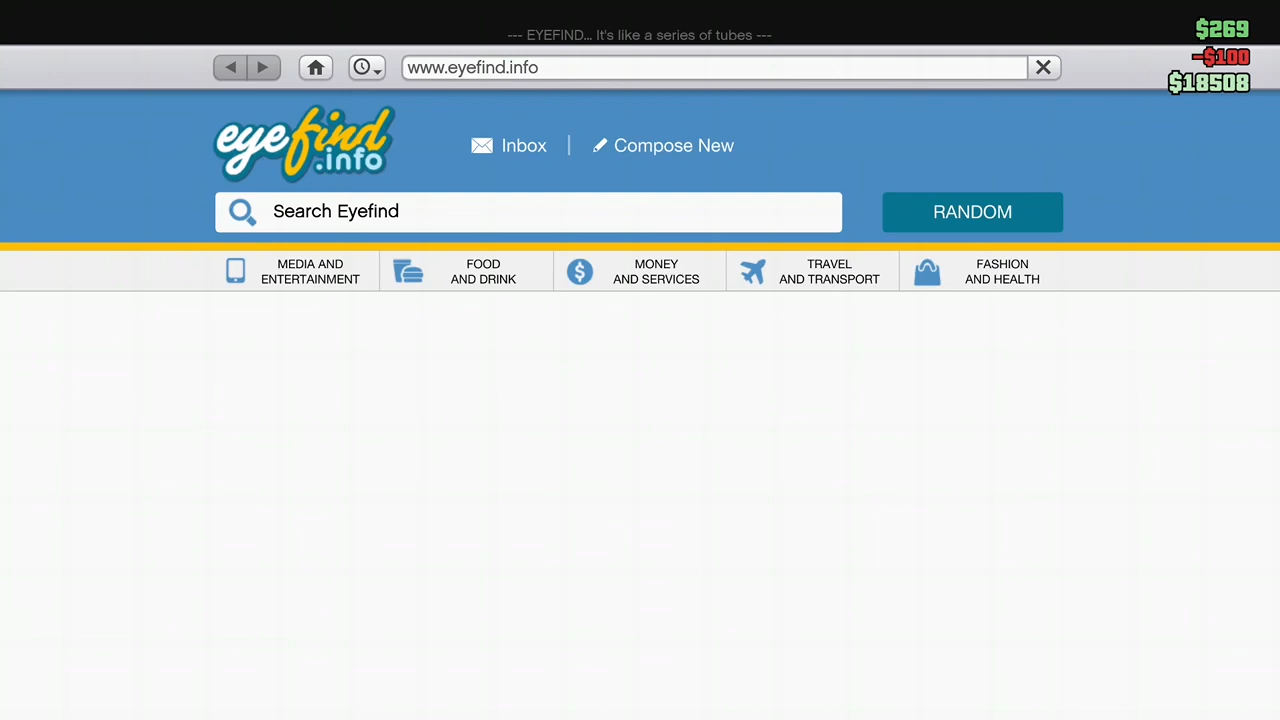 --- EYEFIND... It's like a series of tubes ---
$269
-$100
$18508
www.eyefind.info
eyefind
.info
Inbox
Compose New
Search Eyefind
RANDOM
MEDIA AND
ENTERTAINMENT
FOOD
AND DRINK
MONEY
AND SERVICES
TRAVEL
AND TRANSPORT
FASHION
AND HEALTH